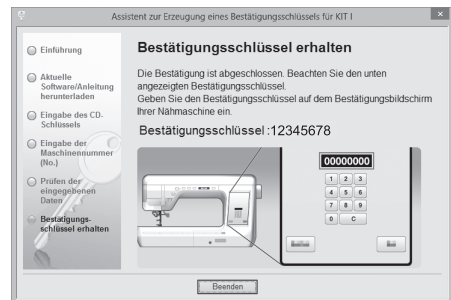 Assistent zur Erzeugung eines Bestätigungsschlüssels für KIT I
Einführung
Aktuelle
Software/Anleitung
herunterladen
Eingabe des CD-
Schlüssels
Eingabe der
Maschinennummer
(No.)
Prüfen der
eingegebenen
Daten
Bestätigungs-
schlüssel erhalten
Bestätigungsschlüssel erhalten
Die Bestätigung ist abgeschlossen. Beachten Sie den unten
angezeigten Bestätigungsschlüssel.
Geben Sie den Bestätigungsschlüssel auf dem Bestätigungsbildschirm
Ihrer Nähmaschine ein.
Bestätigungsschlüssel :12345678
00000000
1 2 3
4 5 6
7 8 9
0 C
Beenden